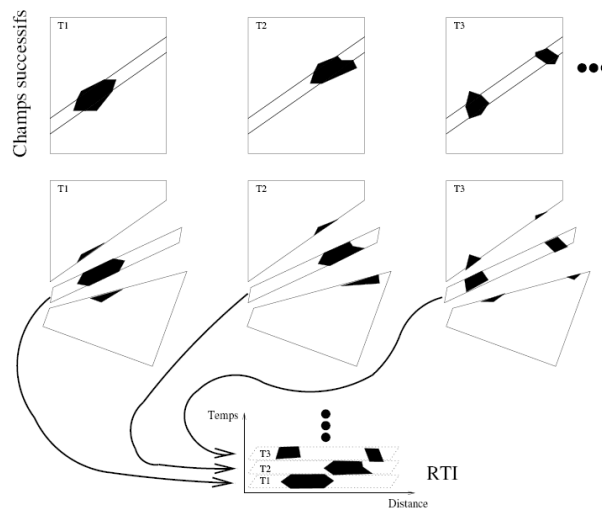 Champs successifs
T1
T2
T3
T1
T2
T3
Temps
T3
T2
T1
RTI
Distance